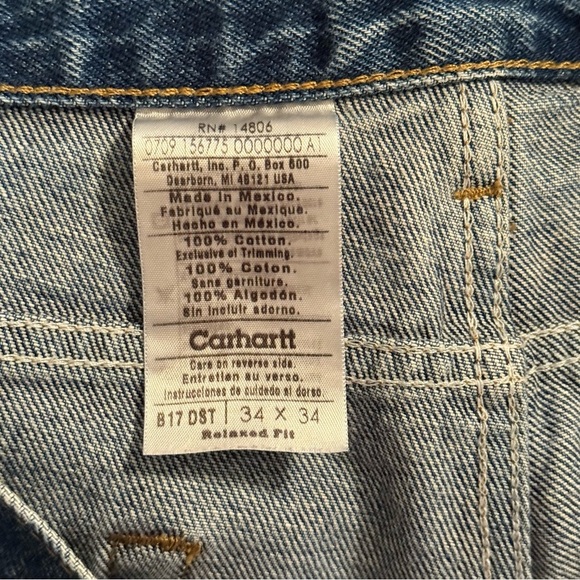 RN# 14806
0709 156775 0000000 A1
Carhartt, Inc. P. O. Box 600
Dearborn, MI 48121 USA
Made in Mexico.
Fabriqué au Mexique.
Hecho en México.
100% Cotton.
Exclusive of Trimming.
100% Coton.
Sans garniture.
100% Algodón.
Sin incluir adorno.
Carhartt
Care on reverse side.
Entretien au verso.
Instrucciones de cuidado al dorso
B17 DST 34 X 34
Relaxed Fit